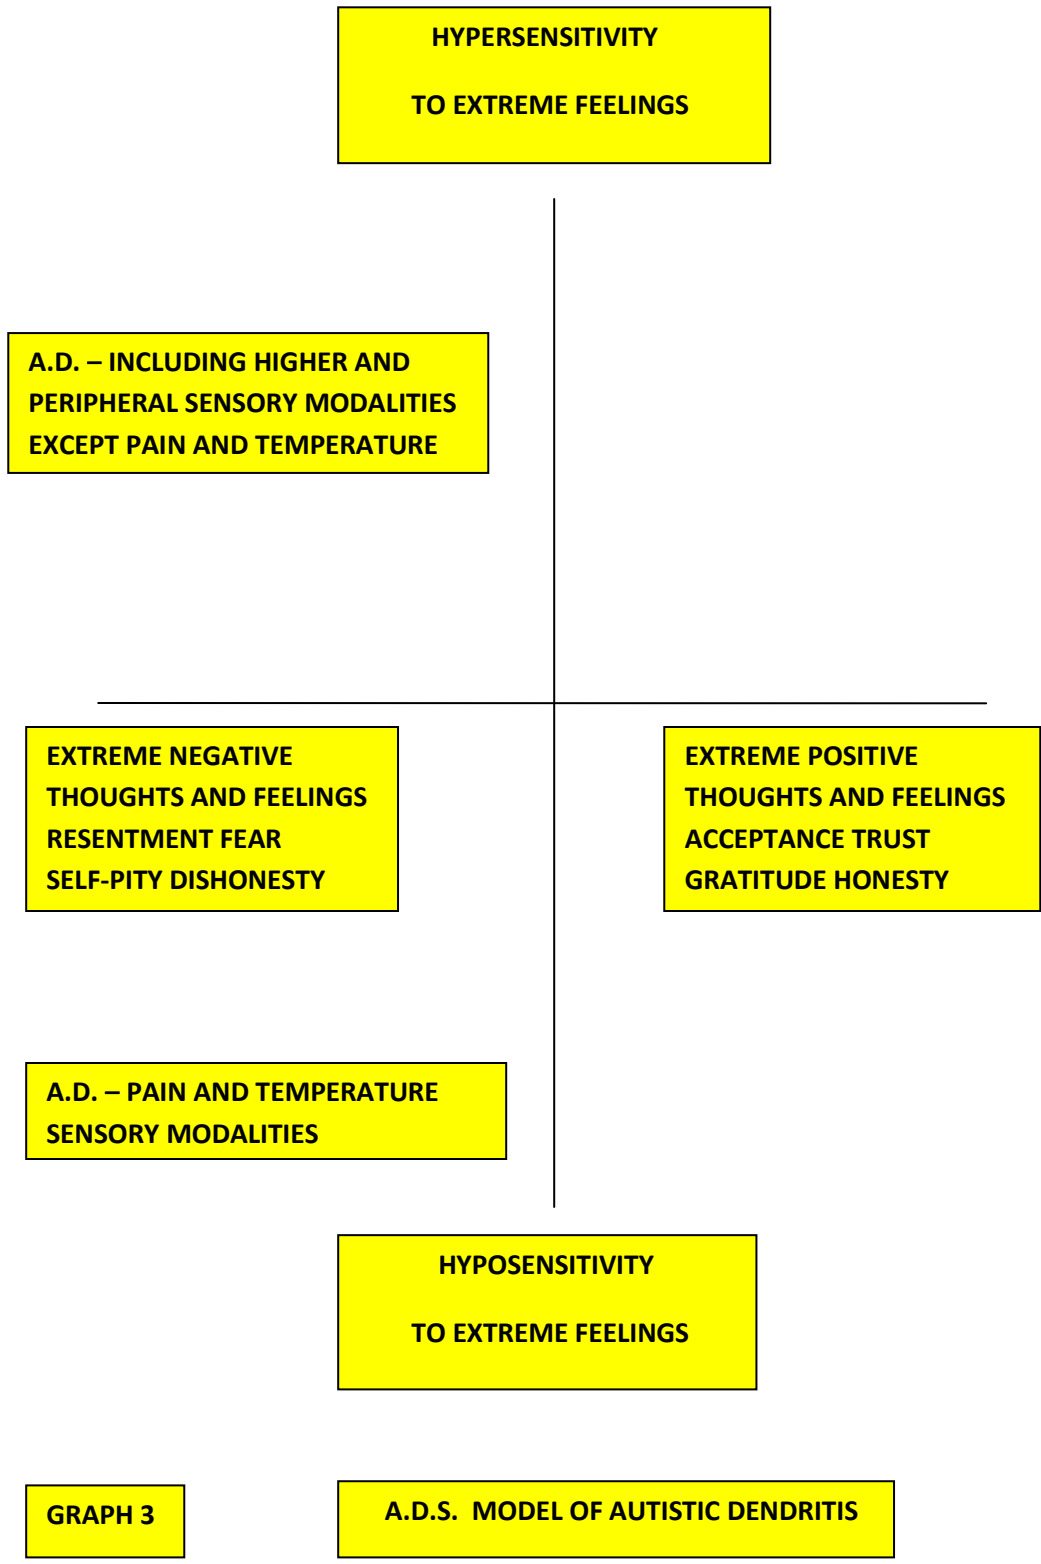 HYPERSENSITIVITY
TO EXTREME FEELINGS
A.D. – INCLUDING HIGHER AND
PERIPHERAL SENSORY MODALITIES
EXCEPT PAIN AND TEMPERATURE
EXTREME NEGATIVE
THOUGHTS AND FEELINGS
RESENTMENT FEAR
SELF-PITY DISHONESTY
EXTREME POSITIVE
THOUGHTS AND FEELINGS
ACCEPTANCE TRUST
GRATITUDE HONESTY
A.D. – PAIN AND TEMPERATURE
SENSORY MODALITIES
HYPOSENSITIVITY
TO EXTREME FEELINGS
GRAPH 3
A.D.S. MODEL OF AUTISTIC DENDRITIS